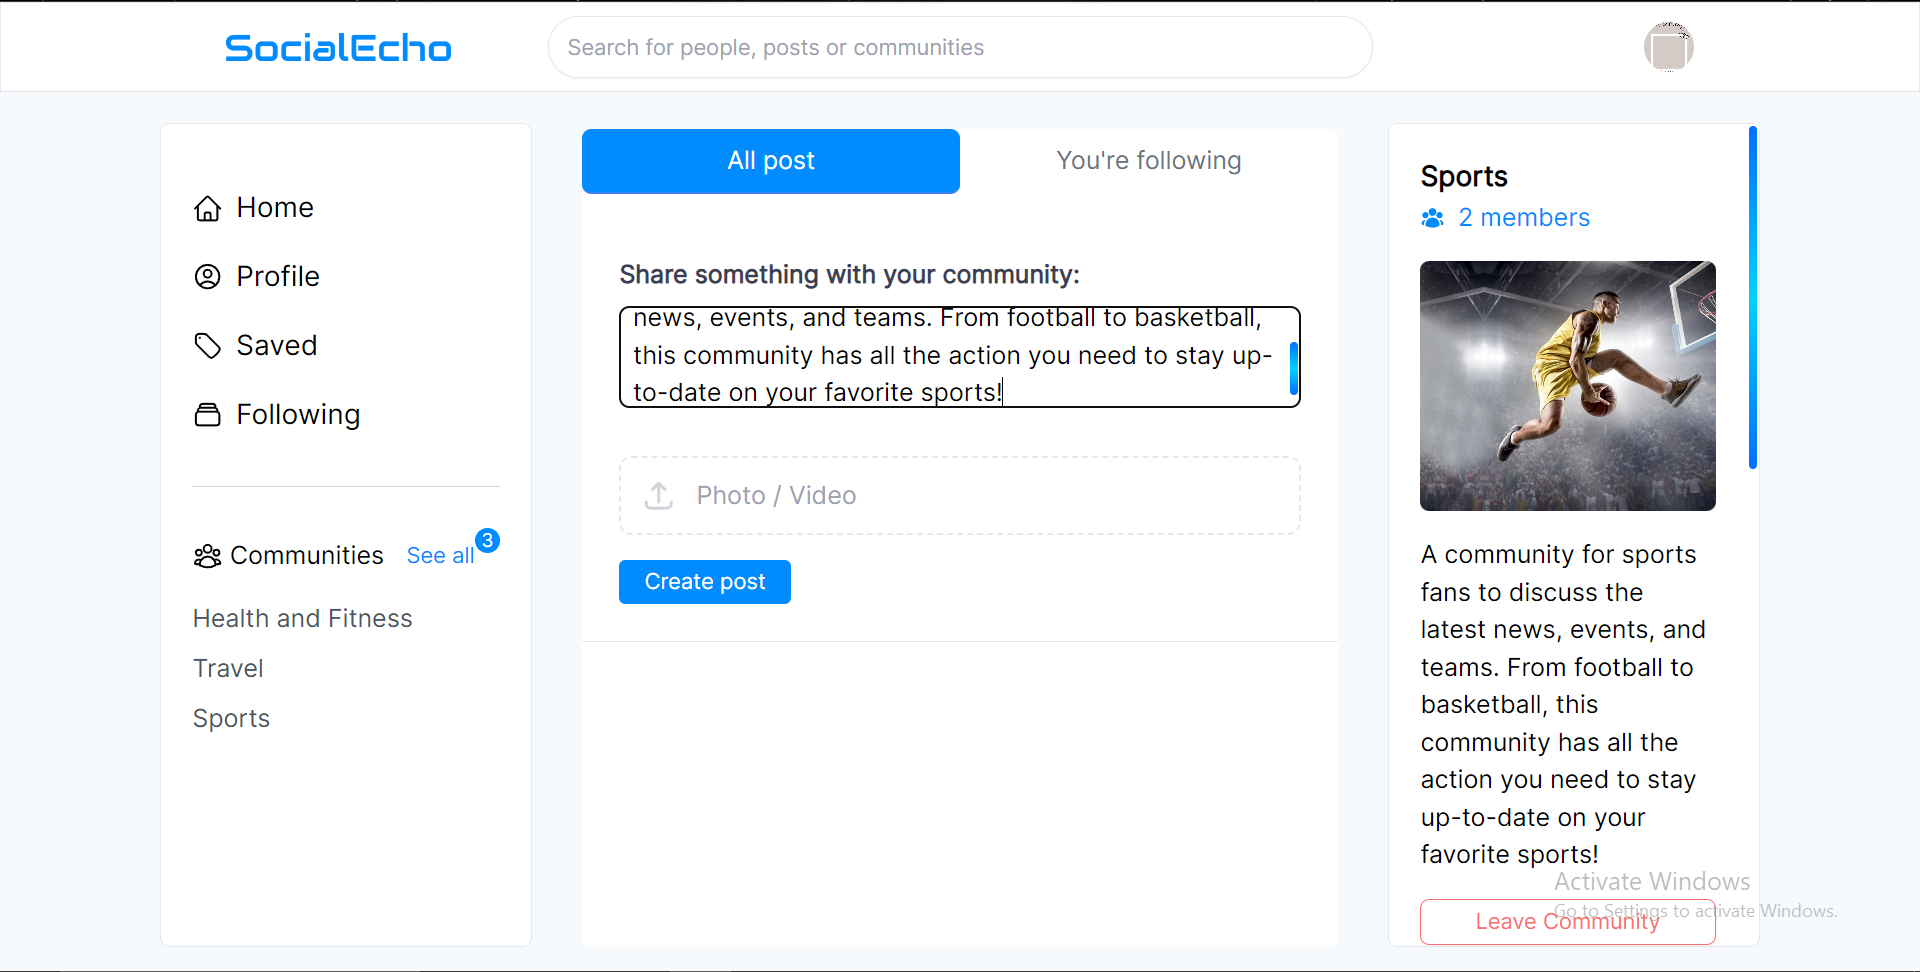 SocialEcho
Search for people, posts or communities
Home
Profile
Saved
Following
Communities
See all
3
Health and Fitness
Travel
Sports
All post
You're following
Share something with your community:
news, events, and teams. From football to basketball,
this community has all the action you need to stay up-
to-date on your favorite sports!
Photo / Video
Create post
Sports
2 members
A community for sports
fans to discuss the
latest news, events, and
teams. From football to
basketball, this
community has all the
action you need to stay
up-to-date on your
favorite sports!
Leave Community
Activate Windows
Go to Settings to activate Windows.